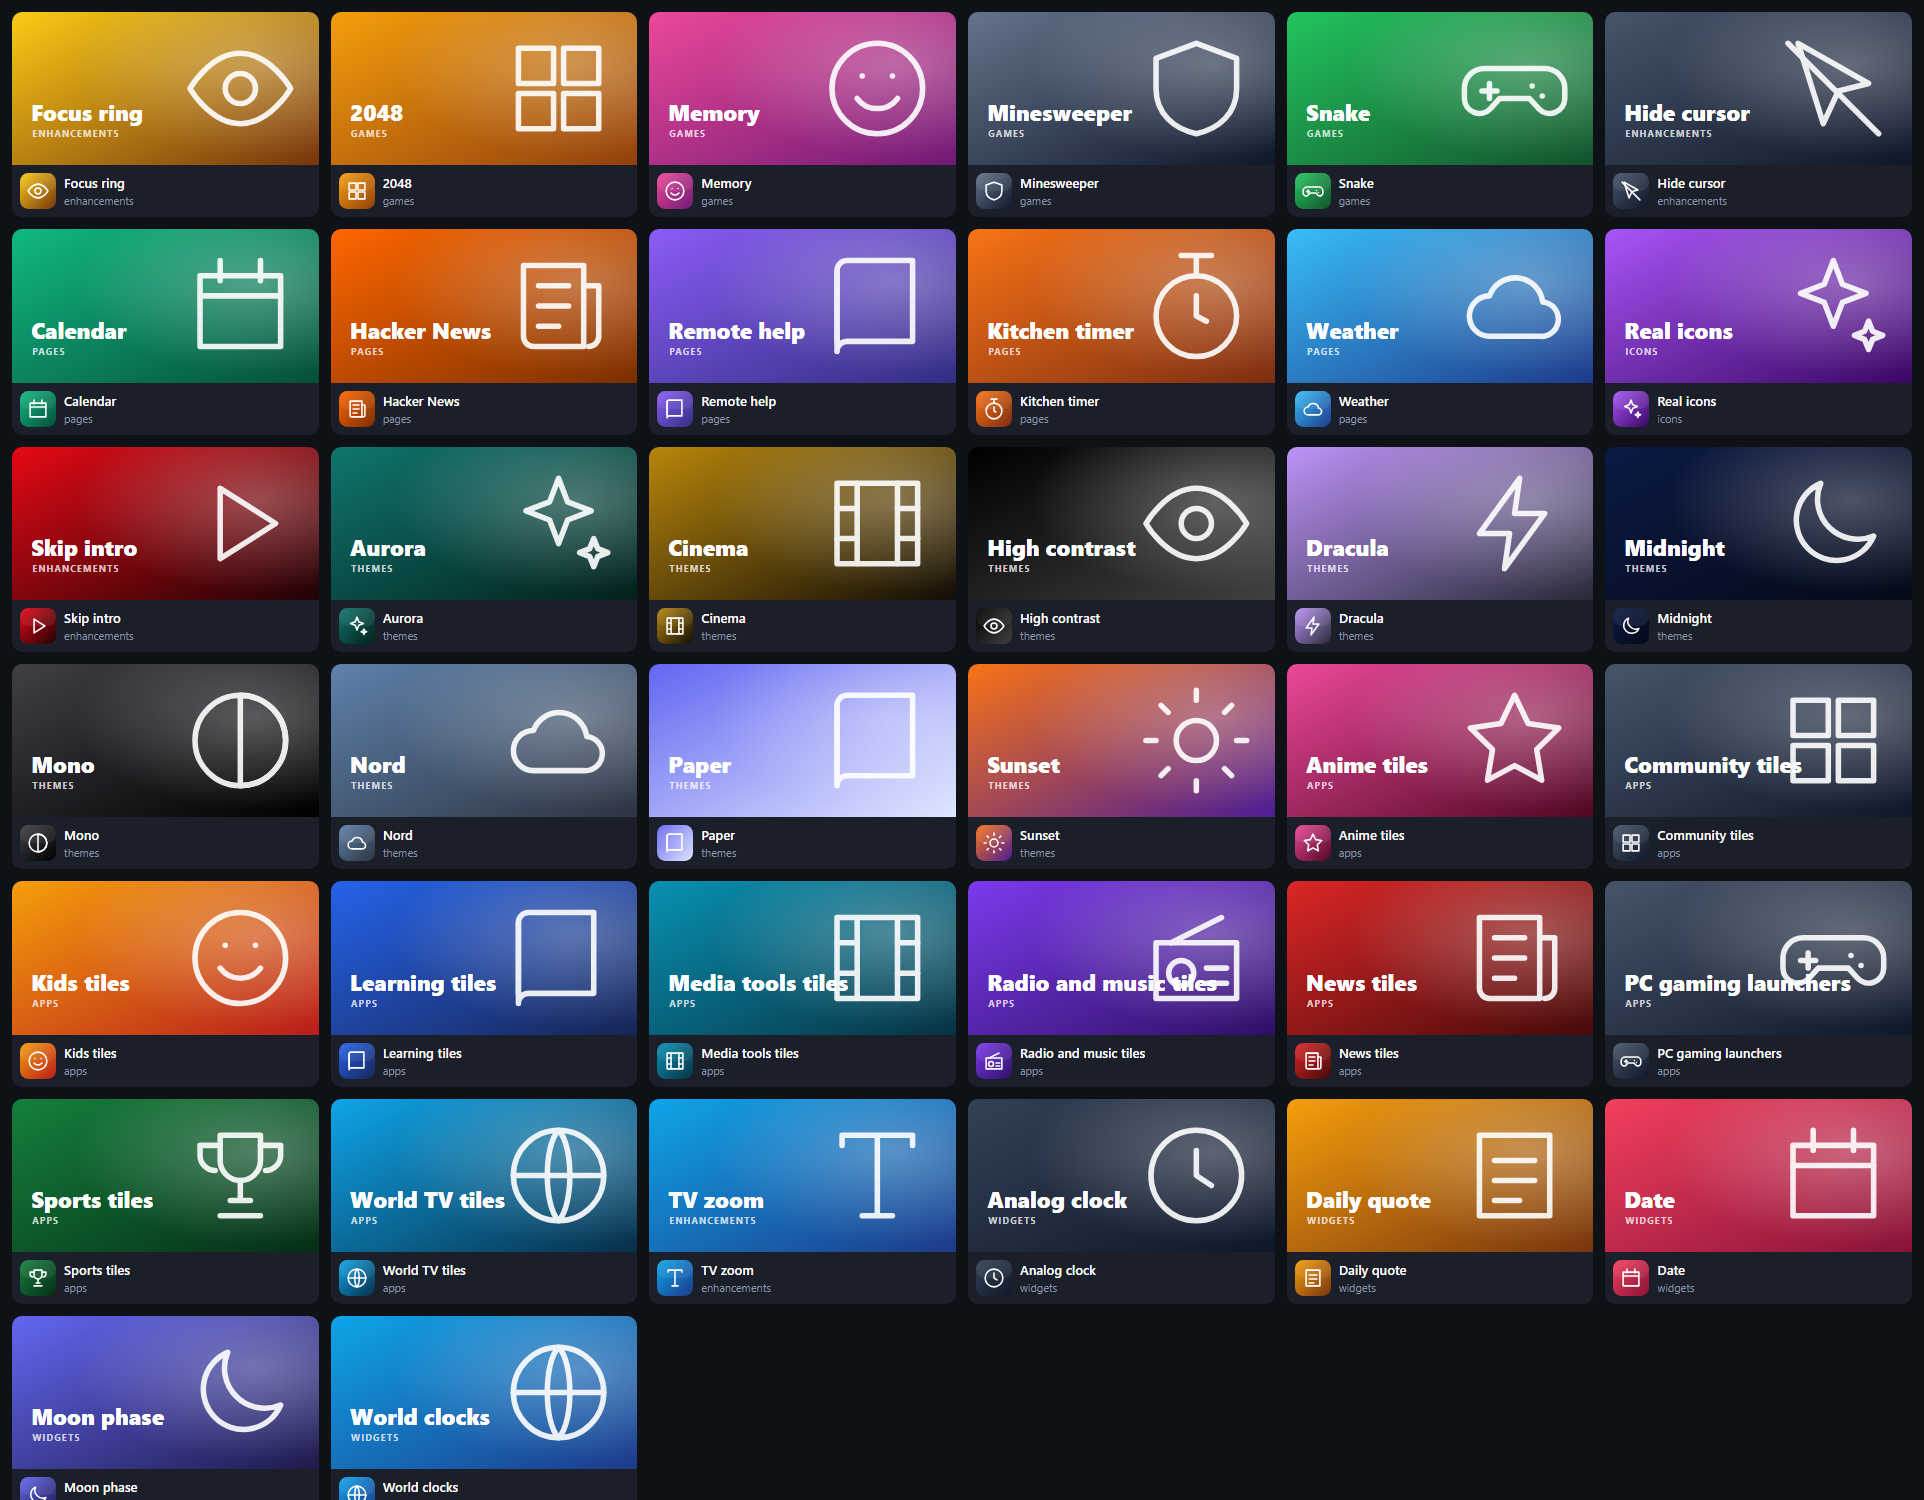 Focus ring
ENHANCEMENTS
Focus ring
enhancements
2048
GAMES
2048
games
Memory
GAMES
Memory
games
Minesweeper
GAMES
Minesweeper
games
Snake
GAMES
Snake
games
Hide cursor
ENHANCEMENTS
Hide cursor
enhancements
Calendar
PAGES
Calendar
pages
Hacker News
PAGES
Hacker News
pages
Remote help
PAGES
Remote help
pages
Kitchen timer
PAGES
Kitchen timer
pages
Weather
PAGES
Weather
pages
Real icons
ICONS
Real icons
icons
Skip intro
ENHANCEMENTS
Skip intro
enhancements
Aurora
THEMES
Aurora
themes
Cinema
THEMES
Cinema
themes
High contrast
THEMES
High contrast
themes
Dracula
THEMES
Dracula
themes
Midnight
THEMES
Midnight
themes
Mono
THEMES
Mono
themes
Nord
THEMES
Nord
themes
Paper
THEMES
Paper
themes
Sunset
THEMES
Sunset
themes
Anime tiles
APPS
Anime tiles
apps
Community tiles
APPS
Community tiles
apps
Kids tiles
APPS
Kids tiles
apps
Learning tiles
APPS
Learning tiles
apps
Media tools tiles
APPS
Media tools tiles
apps
Radio and music tiles
APPS
Radio and music tiles
apps
News tiles
APPS
News tiles
apps
PC gaming launchers
APPS
PC gaming launchers
apps
Sports tiles
APPS
Sports tiles
apps
World TV tiles
APPS
World TV tiles
apps
TV zoom
ENHANCEMENTS
TV zoom
enhancements
Analog clock
WIDGETS
Analog clock
widgets
Daily quote
WIDGETS
Daily quote
widgets
Date
WIDGETS
Date
widgets
Moon phase
WIDGETS
Moon phase
World clocks
WIDGETS
World clocks